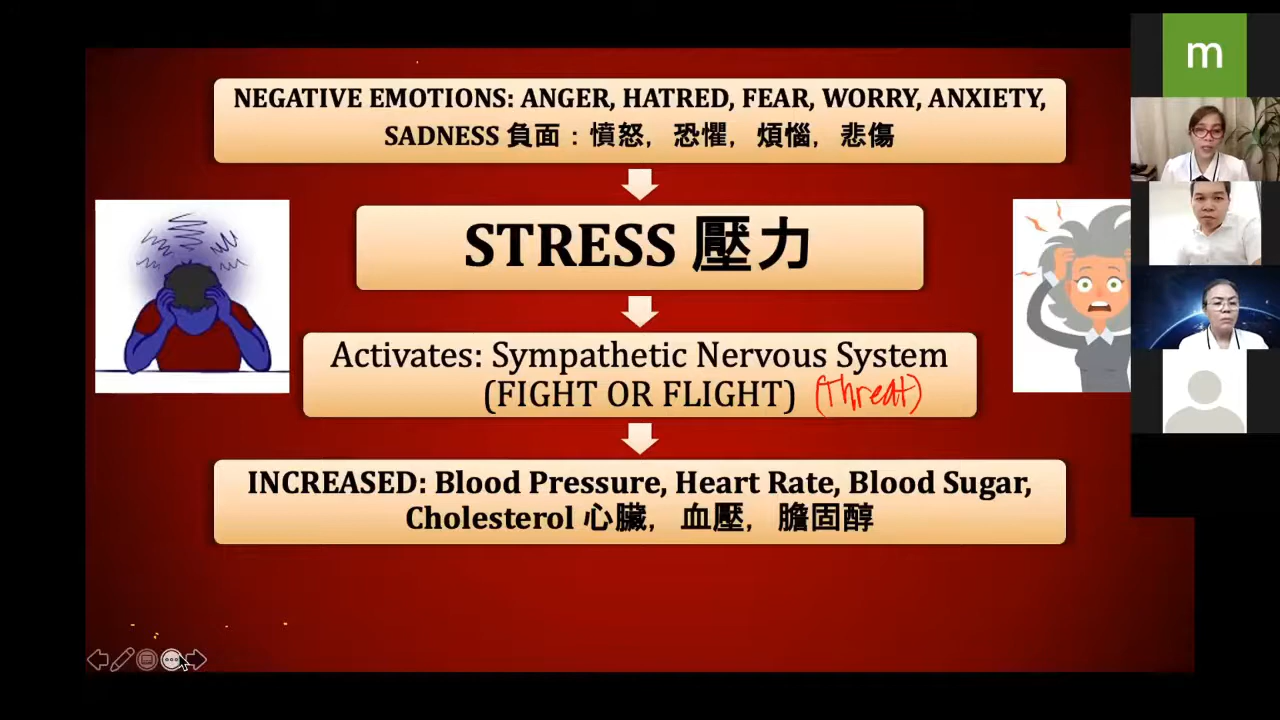 NEGATIVE EMOTIONS: ANGER, HATRED, FEAR, WORRY, ANXIETY,
SADNESS 負面：憤怒，恐懼，煩惱，悲傷
STRESS 壓力
Activates: Sympathetic Nervous System
(FIGHT OR FLIGHT) (Threat)
INCREASED: Blood Pressure, Heart Rate, Blood Sugar,
Cholesterol 心臟，血壓，膽固醇
m